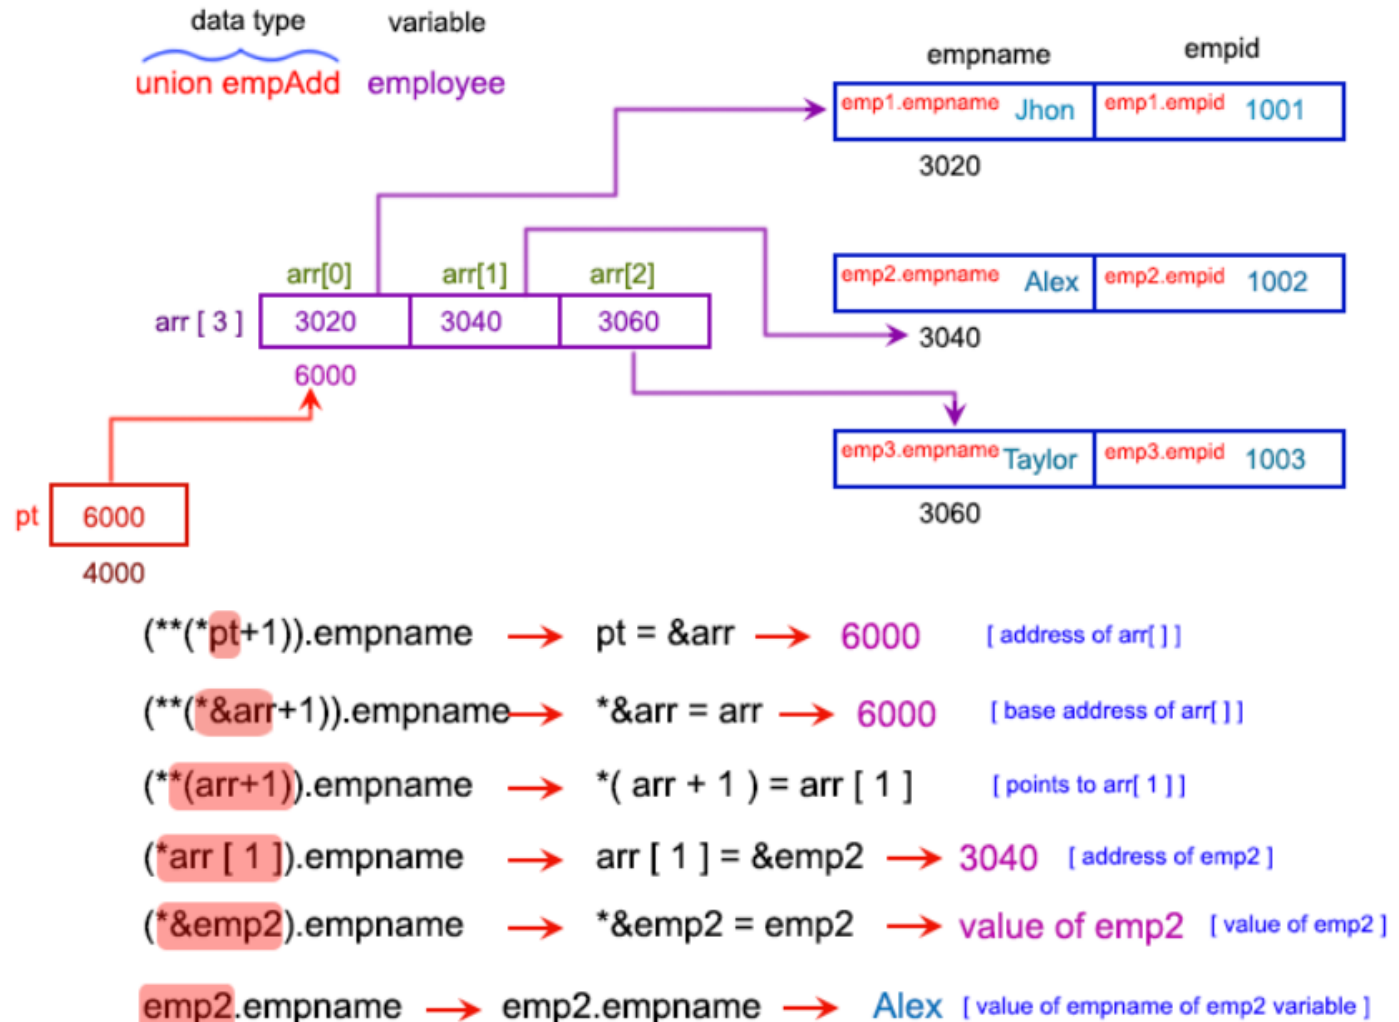 data type variable
union empAdd employee
empname empid
emp1.empname Jhon emp1.empid 1001
3020
arr[0] arr[1] arr[2]
arr [ 3 ] 3020 3040 3060
6000
emp2.empname Alex emp2.empid 1002
3040
emp3.empname Taylor emp3.empid 1003
3060
pt 6000
4000
(**(*pt+1)).empname pt = &arr 6000 [ address of arr[ ] ]
(**(*&arr+1)).empname *&arr = arr 6000 [ base address of arr[ ] ]
(**(arr+1)).empname *( arr + 1 ) = arr [ 1 ] [ points to arr[ 1 ] ]
(*arr [ 1 ]).empname arr [ 1 ] = &emp2 3040 [ address of emp2 ]
(*&emp2).empname *&emp2 = emp2 value of emp2 [ value of emp2 ]
emp2.empname emp2.empname Alex [ value of empname of emp2 variable ]